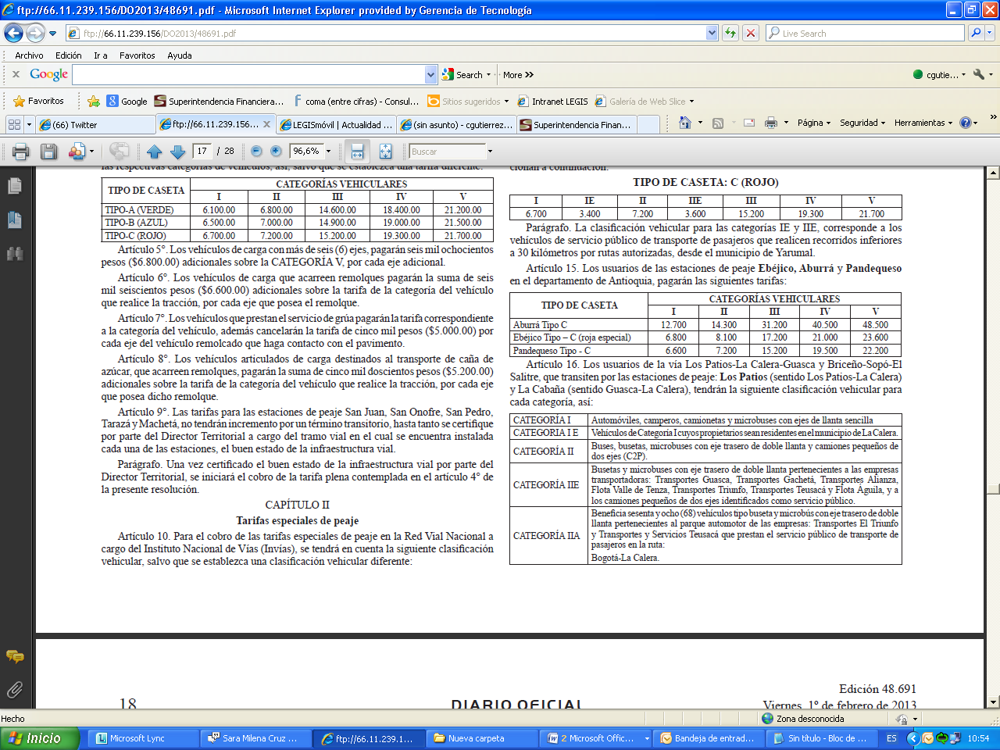 ftp://66.11.239.156/DO2013/48691.pdf - Microsoft Internet Explorer provided by Gerencia de Tecnología
ftp://66.11.239.156/DO2013/48691.pdf
Live Search
Archivo Edición Ir a Favoritos Ayuda
Google Search More cgutie...
Favoritos Google Superintendencia Financiera... coma (entre cifras) - Consul... Sitios sugeridos Intranet LEGIS Galería de Web Slice
(66) Twitter ftp://66.11.239.156... LEGISmóvil | Actualidad ... (sin asunto) - cgutierrez... Superintendencia Finan... Página Seguridad Herramientas
17 / 28 96,6% Buscar
las respectivas categorías de vehículos, así, salvo que se establezca una tarifa diferente:
TIPO DE CASETA CATEGORÍAS VEHICULARES
I II III IV V
TIPO-A (VERDE) 6.100.00 6.800.00 14.600.00 18.400.00 21.200.00
TIPO-B (AZUL) 6.500.00 7.000.00 14.900.00 19.000.00 21.500.00
TIPO-C (ROJO) 6.700.00 7.200.00 15.200.00 19.300.00 21.700.00
Artículo 5°. Los vehículos de carga con más de seis (6) ejes, pagarán seis mil ochocientos
pesos ($6.800.00) adicionales sobre la CATEGORÍA V, por cada eje adicional.
Artículo 6°. Los vehículos de carga que acarreen remolques pagarán la suma de seis
mil seiscientos pesos ($6.600.00) adicionales sobre la tarifa de la categoría del vehículo
que realice la tracción, por cada eje que posea el remolque.
Artículo 7°. Los vehículos que prestan el servicio de grúa pagarán la tarifa correspondiente
a la categoría del vehículo, además cancelarán la tarifa de cinco mil pesos ($5.000.00) por
cada eje del vehículo remolcado que haga contacto con el pavimento.
Artículo 8°. Los vehículos articulados de carga destinados al transporte de caña de
azúcar, que acarreen remolques, pagarán la suma de cinco mil doscientos pesos ($5.200.00)
adicionales sobre la tarifa de la categoría del vehículo que realice la tracción, por cada eje
que posea dicho remolque.
Artículo 9°. Las tarifas para las estaciones de peaje San Juan, San Onofre, San Pedro,
Tarazá y Machetá, no tendrán incremento por un término transitorio, hasta tanto se certifique
por parte del Director Territorial a cargo del tramo vial en el cual se encuentra instalada
cada una de las estaciones, el buen estado de la infraestructura vial.
Parágrafo. Una vez certificado el buen estado de la infraestructura vial por parte del
Director Territorial, se iniciará el cobro de la tarifa plena contemplada en el artículo 4° de
la presente resolución.
CAPÍTULO II
Tarifas especiales de peaje
Artículo 10. Para el cobro de las tarifas especiales de peaje en la Red Vial Nacional a
cargo del Instituto Nacional de Vías (Invías), se tendrá en cuenta la siguiente clasificación
vehicular, salvo que se establezca una clasificación vehicular diferente:
cionan a continuación:
TIPO DE CASETA: C (ROJO)
I IE II IIE III IV V
6.700 3.400 7.200 3.600 15.200 19.300 21.700
Parágrafo. La clasificación vehicular para las categorías IE y IIE, corresponde a los
vehículos de servicio público de transporte de pasajeros que realicen recorridos inferiores
a 30 kilómetros por rutas autorizadas, desde el municipio de Yarumal.
Artículo 15. Los usuarios de las estaciones de peaje Ebéjico, Aburrá y Pandequeso
en el departamento de Antioquia, pagarán las siguientes tarifas:
TIPO DE CASETA CATEGORÍAS VEHICULARES
I II III IV V
Aburrá Tipo C 12.700 14.300 31.200 40.500 48.500
Ebéjico Tipo – C (roja especial) 6.800 8.100 17.200 21.000 23.600
Pandequeso Tipo - C 6.600 7.200 15.200 19.500 22.200
Artículo 16. Los usuarios de la vía Los Patios-La Calera-Guasca y Briceño-Sopó-El
Salitre, que transiten por las estaciones de peaje: Los Patios (sentido Los Patios-La Calera)
y La Cabaña (sentido Guasca-La Calera), tendrán la siguiente clasificación vehicular para
cada categoría, así:
CATEGORÍA I Automóviles, camperos, camionetas y microbuses con ejes de llanta sencilla
CATEGORIA I E Vehículos de Categoría I cuyos propietarios sean residentes en el municipio de La Calera.
CATEGORÍA II Buses, busetas, microbuses con eje trasero de doble llanta y camiones pequeños de
dos ejes (C2P).
CATEGORÍA IIE Busetas y microbuses con eje trasero de doble llanta pertenecientes a las empresas
transportadoras: Transportes Guasca, Transportes Gachetá, Transportes Alianza,
Flota Valle de Tenza, Transportes Triunfo, Transportes Teusacá y Flota Águila, y a
los camiones pequeños de dos ejes identificados como servicio público.
CATEGORÍA IIA Beneficia sesenta y ocho (68) vehículos tipo buseta y microbús con eje trasero de doble
llanta pertenecientes al parque automotor de las empresas: Transportes El Triunfo
y Transportes y Servicios Teusacá que prestan el servicio público de transporte de
pasajeros en la ruta:
Bogotá-La Calera.
18 DIARIO OFICIAL
Edición 48.691
Viernes, 1º de febrero de 2013
Hecho Zona desconocida
Inicio Microsoft Lync Sara Milena Cruz ... ftp://66.11.239.1... Nueva carpeta 2 Microsoft Offic... Bandeja de entrad... Sin título - Bloc de ... ES 10:54